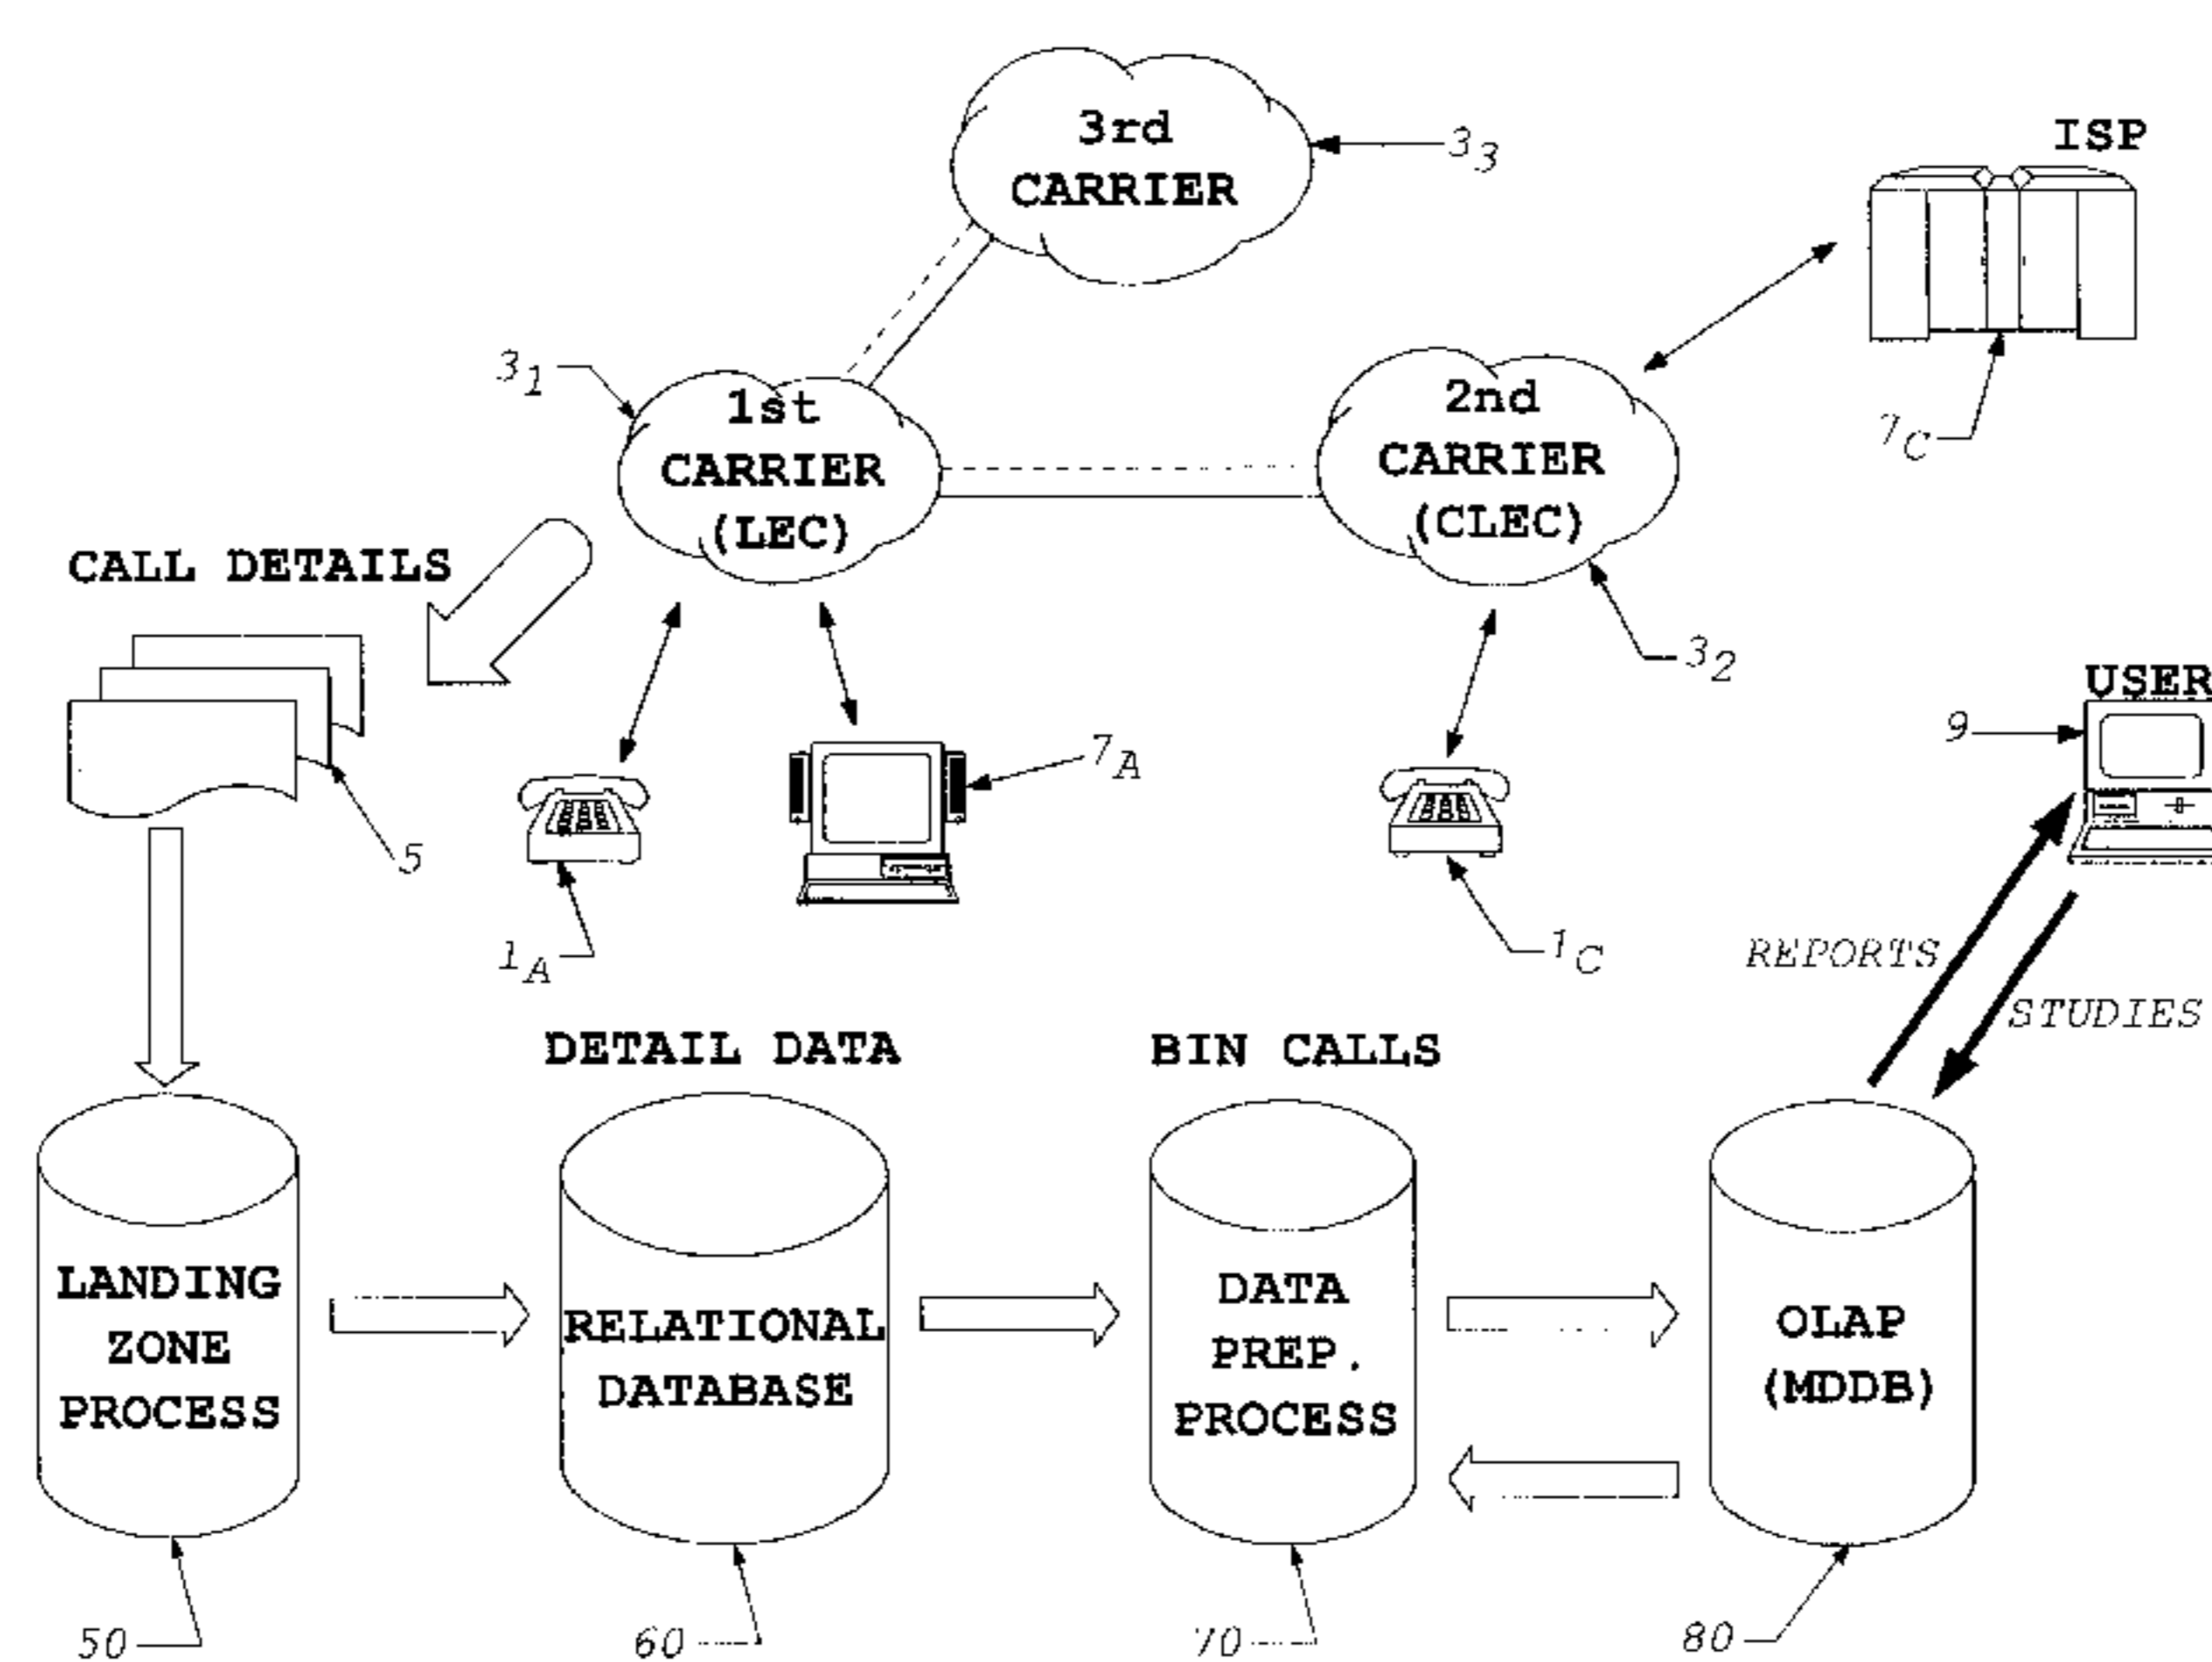 3rd
CARRIER
3₃
ISP
7C
3₁
1st
CARRIER
(LEC)
2nd
CARRIER
(CLEC)
3₂
CALL DETAILS
5
1A
7A
1C
USER
9
REPORTS
STUDIES
DETAIL DATA
BIN CALLS
LANDING
ZONE
PROCESS
RELATIONAL
DATABASE
DATA
PREP.
PROCESS
OLAP
(MDDB)
50
60
70
80